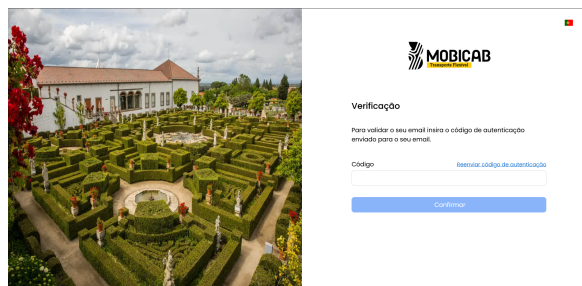 MOBICAB
Transporte Flexível
Verificação
Para validar o seu email insira o código de autenticação
enviado para o seu email.
Código
Reenviar código de autenticação
Confirmar